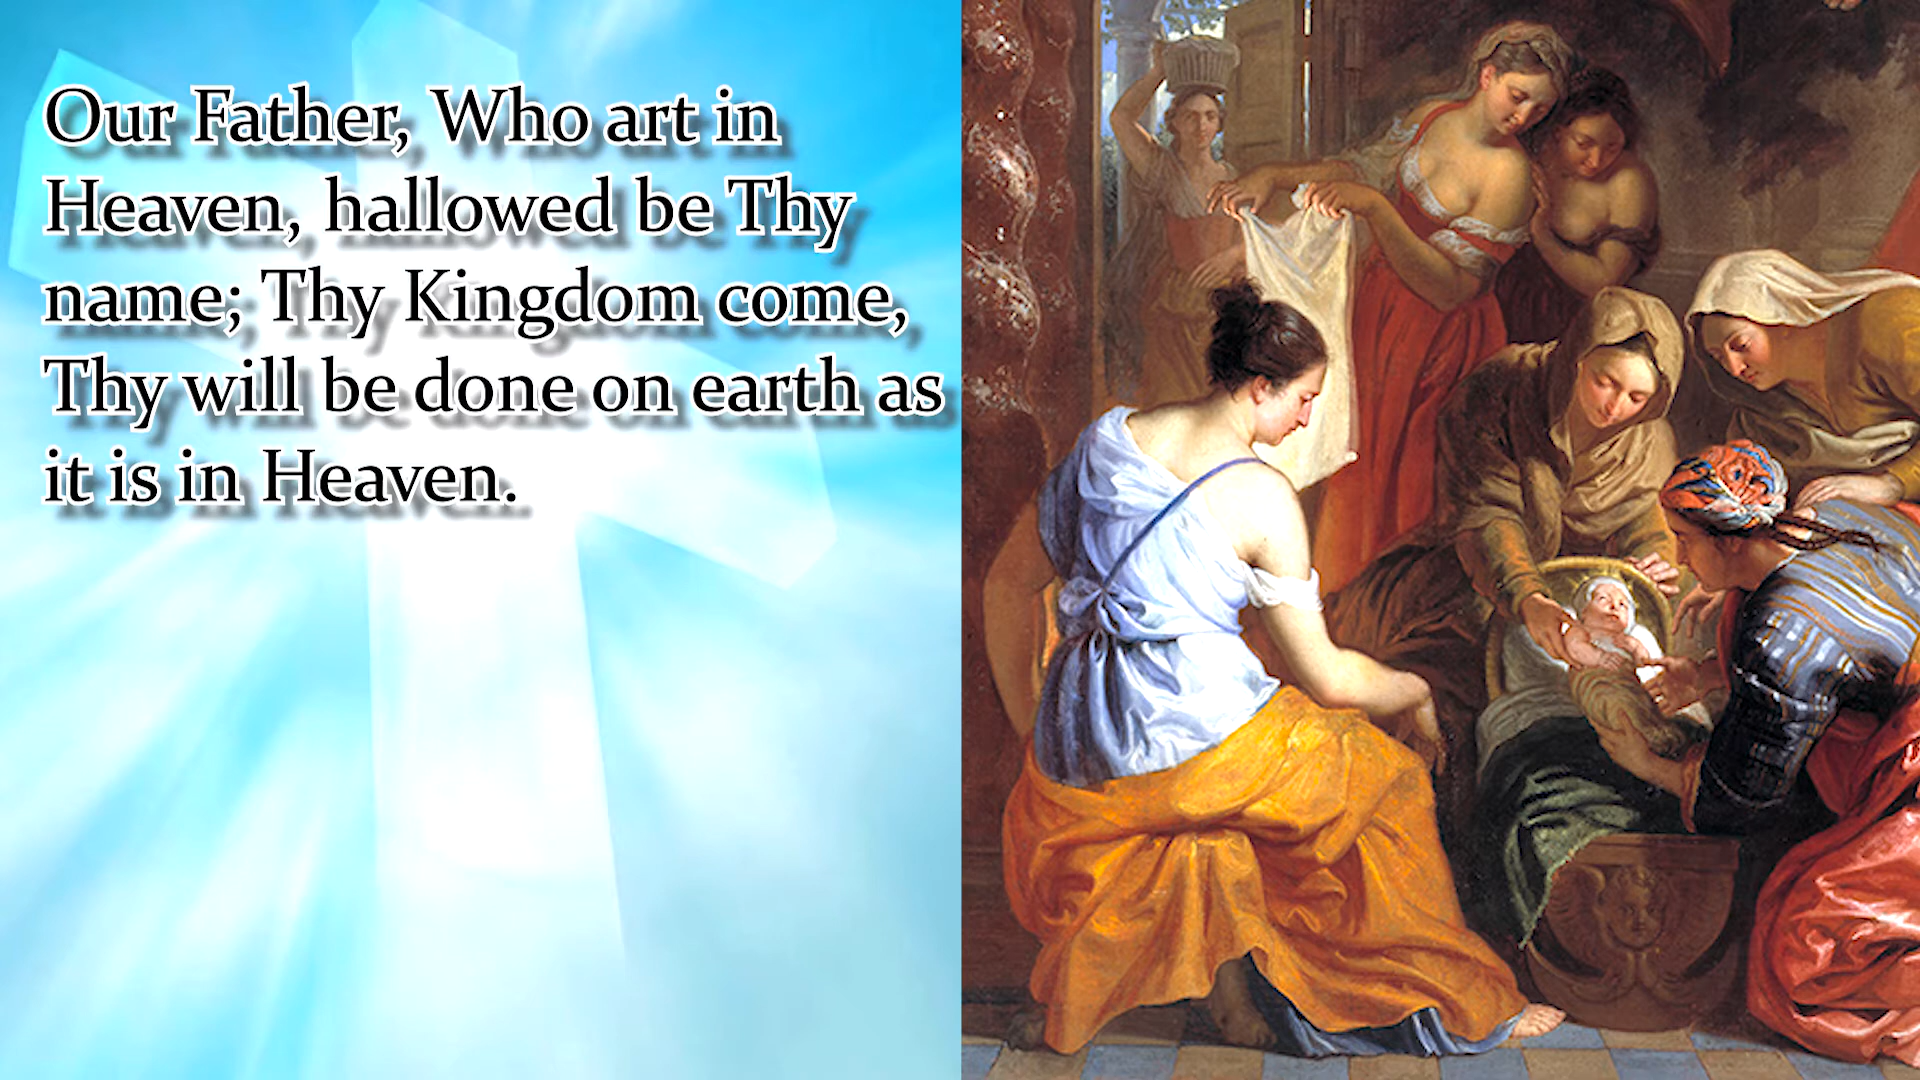 Our Father, Who art in
Heaven, hallowed be Thy
name; Thy Kingdom come,
Thy will be done on earth as
it is in Heaven.